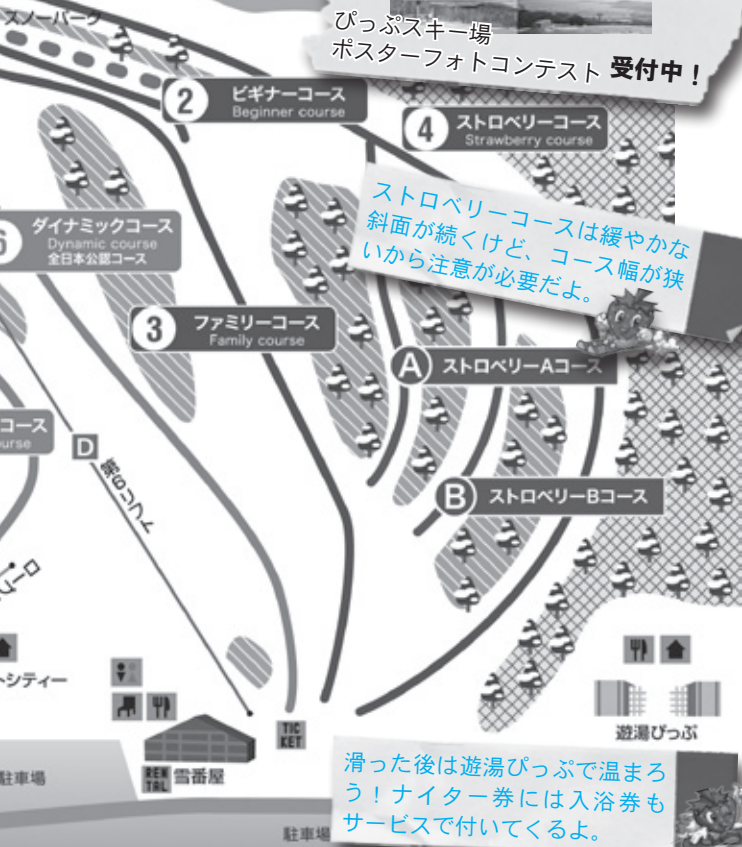 スノーパーク
ぴっぷスキー場
ポスターフォトコンテスト 受付中！
2 ビギナーコース
Beginner course
4 ストロベリーコース
Strawberry course
ストロベリーコースは緩やかな
斜面が続くけど、コース幅が狭
いから注意が必要だよ。
6 ダイナミックコース
Dynamic course
全日本公認コース
3 ファミリーコース
Family course
A ストロベリーAコース
コース
urse
D
第6リフト
B ストロベリーBコース
ロープ
トシティー
TIC
KET
遊湯ぴっぷ
REN
TAL
雪番屋
駐車場
滑った後は遊湯ぴっぷで温まろ
う！ナイター券には入浴券も
サービスで付いてくるよ。
駐車場